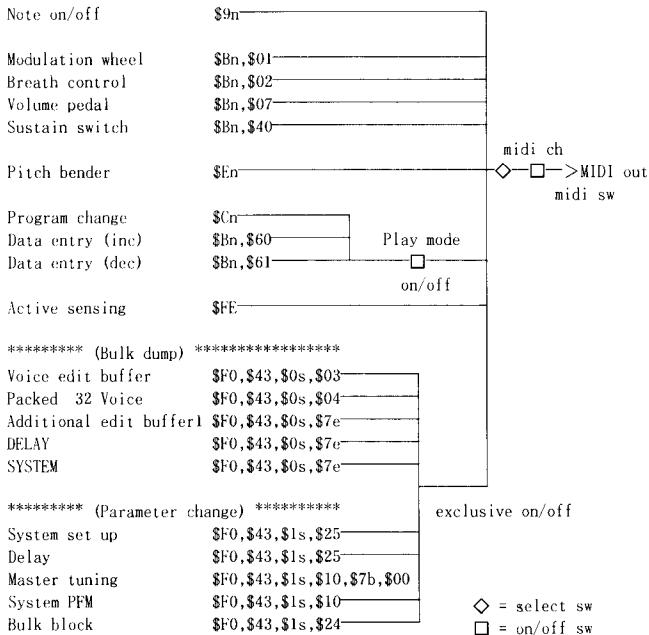 Note on/off $9n
Modulation wheel $Bn,$01
Breath control $Bn,$02
Volume pedal $Bn,$07
Sustain switch $Bn,$40
midi ch
Pitch bender $En >MIDI out
midi sw
Program change $Cn
Data entry (inc) $Bn,$60 Play mode
Data entry (dec) $Bn,$61
on/off
Active sensing $FE
********* (Bulk dump) *****************
Voice edit buffer $F0,$43,$0s,$03
Packed 32 Voice $F0,$43,$0s,$04
Additional edit buffer1 $F0,$43,$0s,$7e
DELAY $F0,$43,$0s,$7e
SYSTEM $F0,$43,$0s,$7e
********* (Parameter change) ********** exclusive on/off
System set up $F0,$43,$1s,$25
Delay $F0,$43,$1s,$25
Master tuning $F0,$43,$1s,$10,$7b,$00
System PFM $F0,$43,$1s,$10 ◇ = select sw
Bulk block $F0,$43,$1s,$24 □ = on/off sw